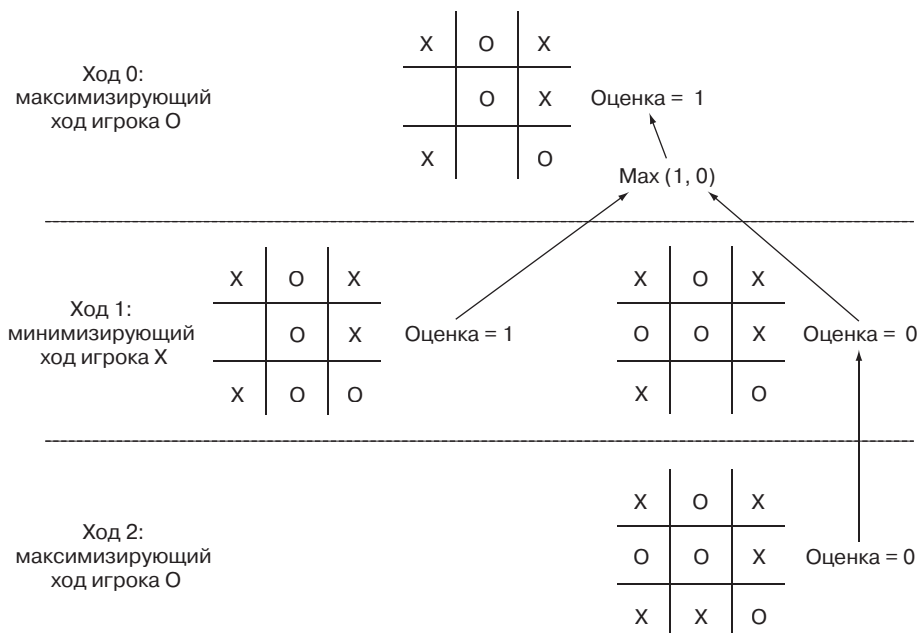 X O X
Ход 0:
максимизирующий
ход игрока O
O X
Оценка = 1
X O
Max (1, 0)
X O X
X O X
Ход 1:
минимизирующий
ход игрока X
O X
Оценка = 1
O O X
Оценка = 0
X O O
X O
X O X
Ход 2:
максимизирующий
ход игрока O
O O X
Оценка = 0
X X O